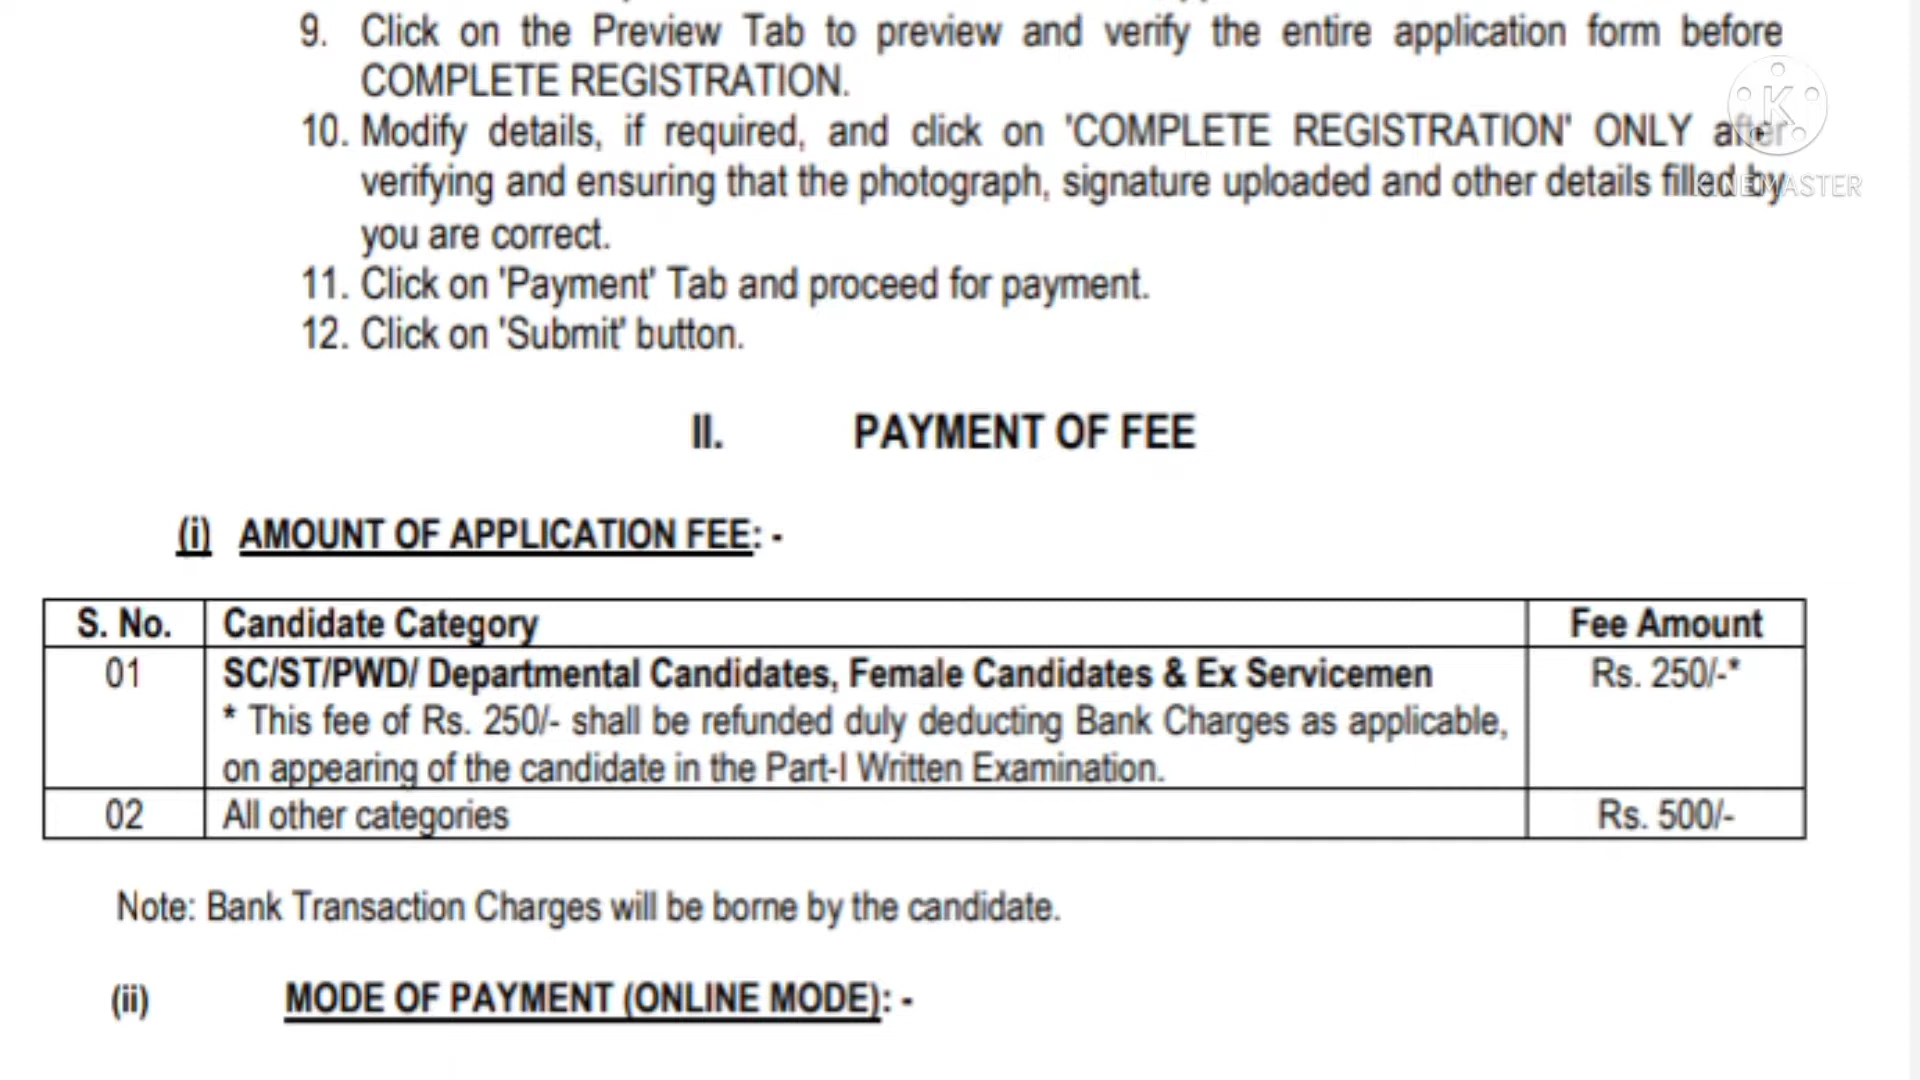 9. Click on the Preview Tab to preview and verify the entire application form before
COMPLETE REGISTRATION.
10. Modify details, if required, and click on 'COMPLETE REGISTRATION' ONLY after
verifying and ensuring that the photograph, signature uploaded and other details filled by
you are correct.
11. Click on 'Payment' Tab and proceed for payment.
12. Click on 'Submit' button.
K
KINEMASTER
II. PAYMENT OF FEE
(i) AMOUNT OF APPLICATION FEE: -
S. No. Candidate Category Fee Amount
01 SC/ST/PWD/ Departmental Candidates, Female Candidates & Ex Servicemen Rs. 250/-*
* This fee of Rs. 250/- shall be refunded duly deducting Bank Charges as applicable,
on appearing of the candidate in the Part-I Written Examination.
02 All other categories Rs. 500/-
Note: Bank Transaction Charges will be borne by the candidate.
(ii) MODE OF PAYMENT (ONLINE MODE): -